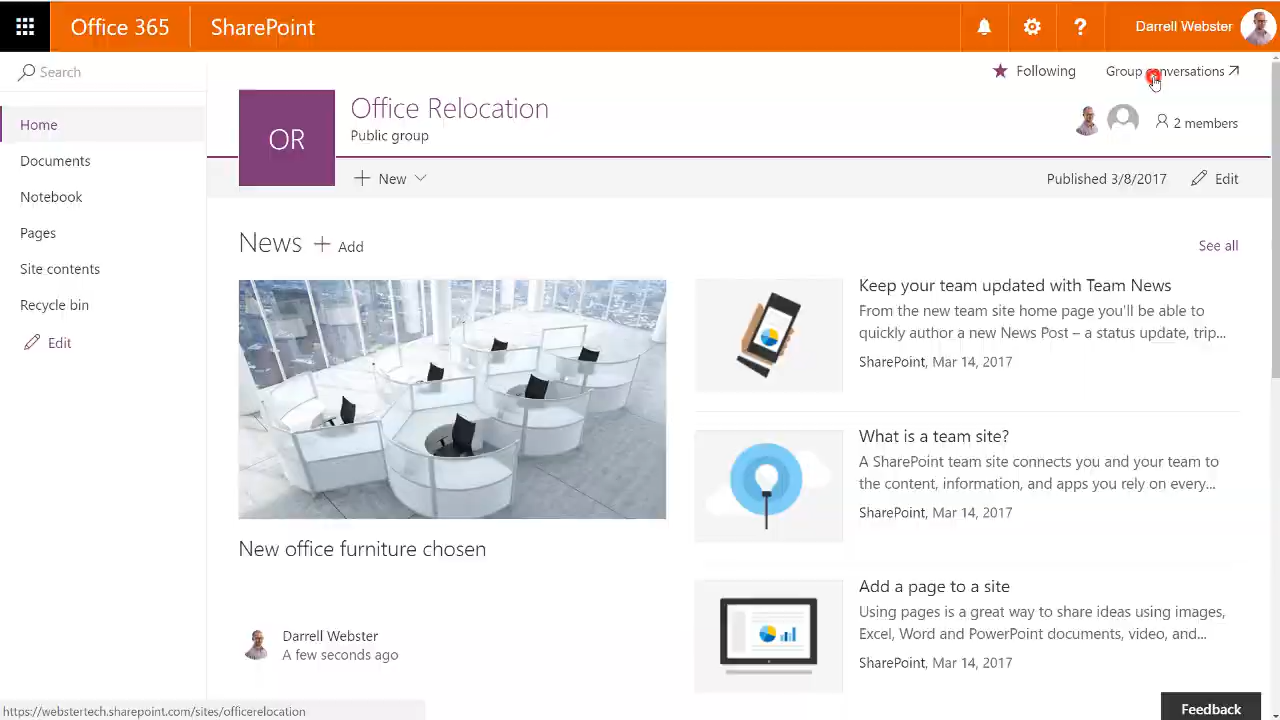 Office 365
SharePoint
?
Darrell Webster
Search
Following
Group conversations
Home
Documents
Notebook
Pages
Site contents
Recycle bin
Edit
OR
Office Relocation
Public group
2 members
+ New
Published 3/8/2017
Edit
News + Add
See all
New office furniture chosen
Darrell Webster
A few seconds ago
Keep your team updated with Team News
From the new team site home page you'll be able to
quickly author a new News Post – a status update, trip...
SharePoint, Mar 14, 2017
What is a team site?
A SharePoint team site connects you and your team to
the content, information, and apps you rely on every...
SharePoint, Mar 14, 2017
Add a page to a site
Using pages is a great way to share ideas using images,
Excel, Word and PowerPoint documents, video, and...
SharePoint, Mar 14, 2017
https://webstertech.sharepoint.com/sites/officerelocation
Feedback